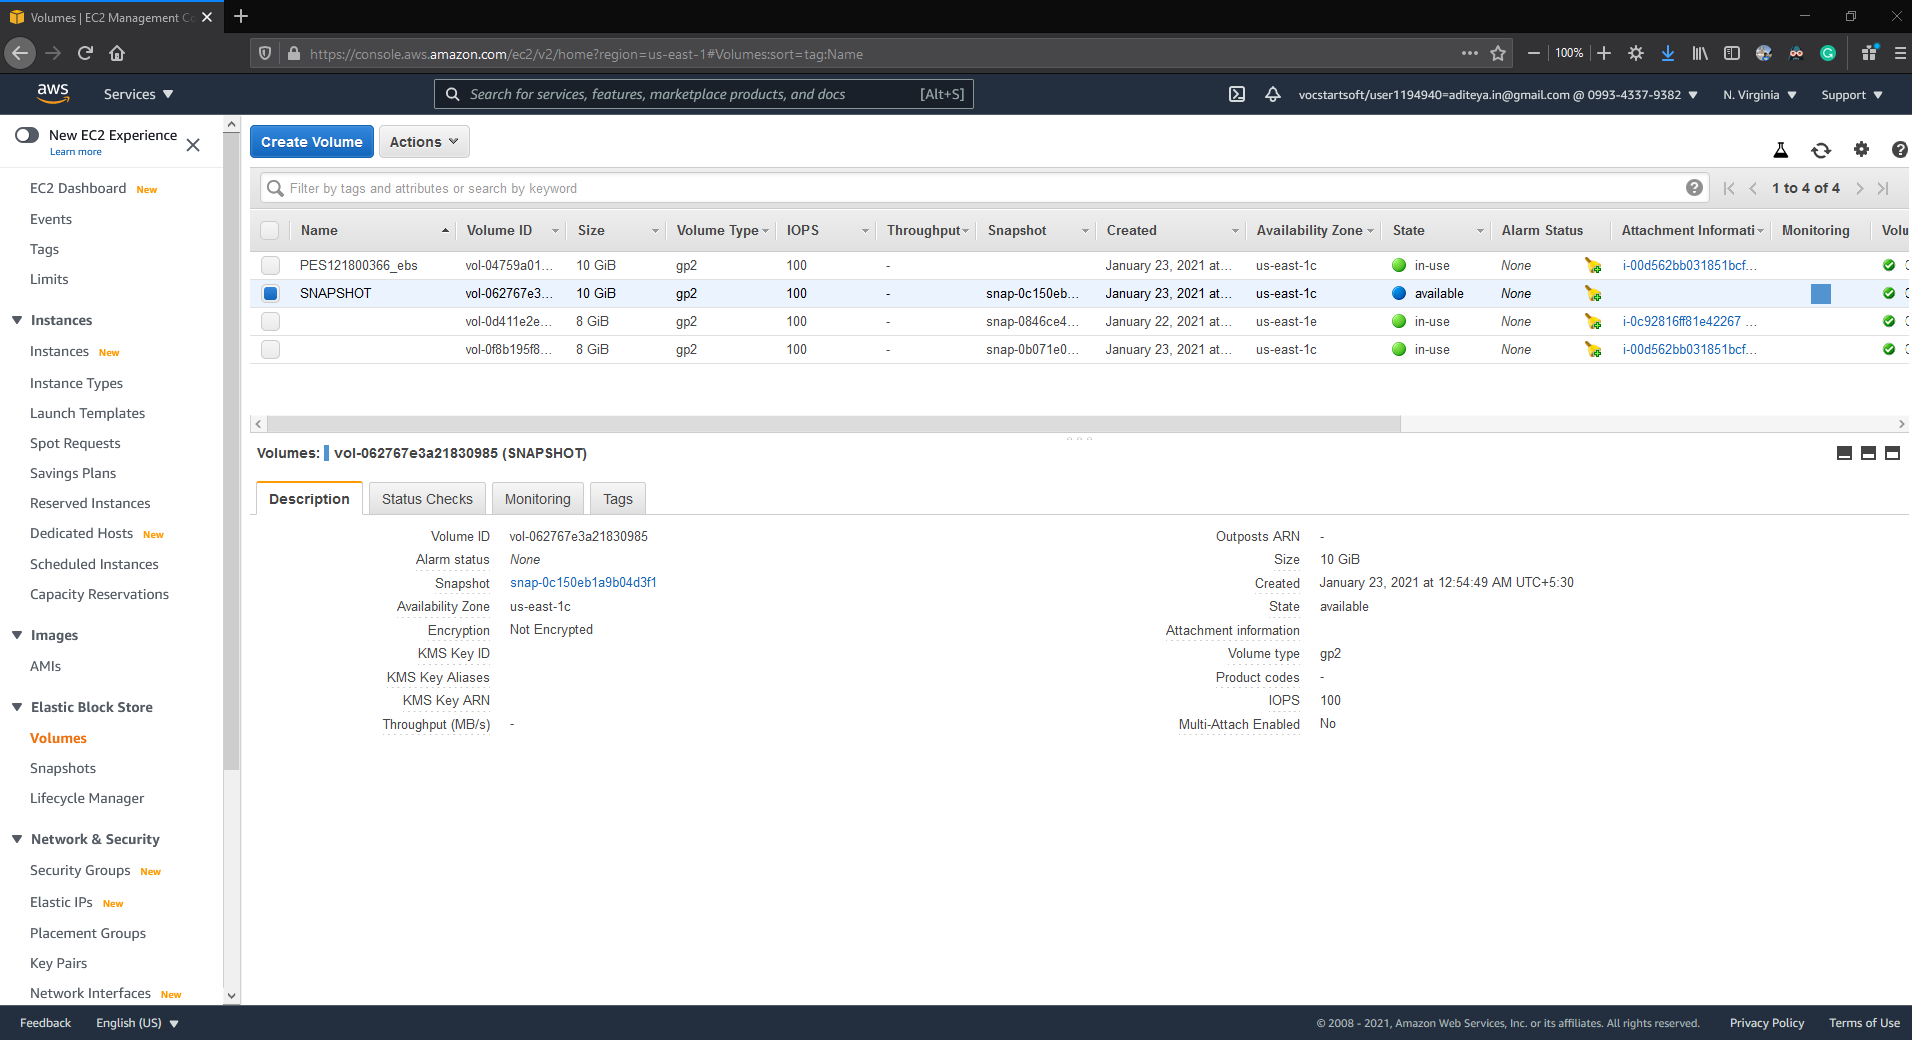 Volumes | EC2 Management Co
https://console.aws.amazon.com/ec2/v2/home?region=us-east-1#Volumes:sort=tag:Name
100%
aws
Services
Search for services, features, marketplace products, and docs [Alt+S]
vocstartsoft/user1194940=aditeya.in@gmail.com @ 0993-4337-9382
N. Virginia
Support
New EC2 Experience
Learn more
EC2 Dashboard New
Events
Tags
Limits
Instances
Instances New
Instance Types
Launch Templates
Spot Requests
Savings Plans
Reserved Instances
Dedicated Hosts New
Scheduled Instances
Capacity Reservations
Images
AMIs
Elastic Block Store
Volumes
Snapshots
Lifecycle Manager
Network & Security
Security Groups New
Elastic IPs New
Placement Groups
Key Pairs
Network Interfaces New
Create Volume
Actions
Filter by tags and attributes or search by keyword
1 to 4 of 4
Name Volume ID Size Volume Type IOPS Throughput Snapshot Created Availability Zone State Alarm Status Attachment Informati Monitoring Volu
PES121800366_ebs vol-04759a01... 10 GiB gp2 100 - January 23, 2021 at... us-east-1c in-use None i-00d562bb031851bcf...
SNAPSHOT vol-062767e3... 10 GiB gp2 100 - snap-0c150eb... January 23, 2021 at... us-east-1c available None
vol-0d411e2e... 8 GiB gp2 100 - snap-0846ce4... January 22, 2021 at... us-east-1e in-use None i-0c92816ff81e42267 ...
vol-0f8b195f8... 8 GiB gp2 100 - snap-0b071e0... January 23, 2021 at... us-east-1c in-use None i-00d562bb031851bcf...
Volumes: vol-062767e3a21830985 (SNAPSHOT)
Description
Status Checks
Monitoring
Tags
Volume ID vol-062767e3a21830985
Alarm status None
Snapshot snap-0c150eb1a9b04d3f1
Availability Zone us-east-1c
Encryption Not Encrypted
KMS Key ID
KMS Key Aliases
KMS Key ARN
Throughput (MB/s) -
Outposts ARN -
Size 10 GiB
Created January 23, 2021 at 12:54:49 AM UTC+5:30
State available
Attachment information
Volume type gp2
Product codes -
IOPS 100
Multi-Attach Enabled No
Feedback
English (US)
© 2008 - 2021, Amazon Web Services, Inc. or its affiliates. All rights reserved.
Privacy Policy
Terms of Use